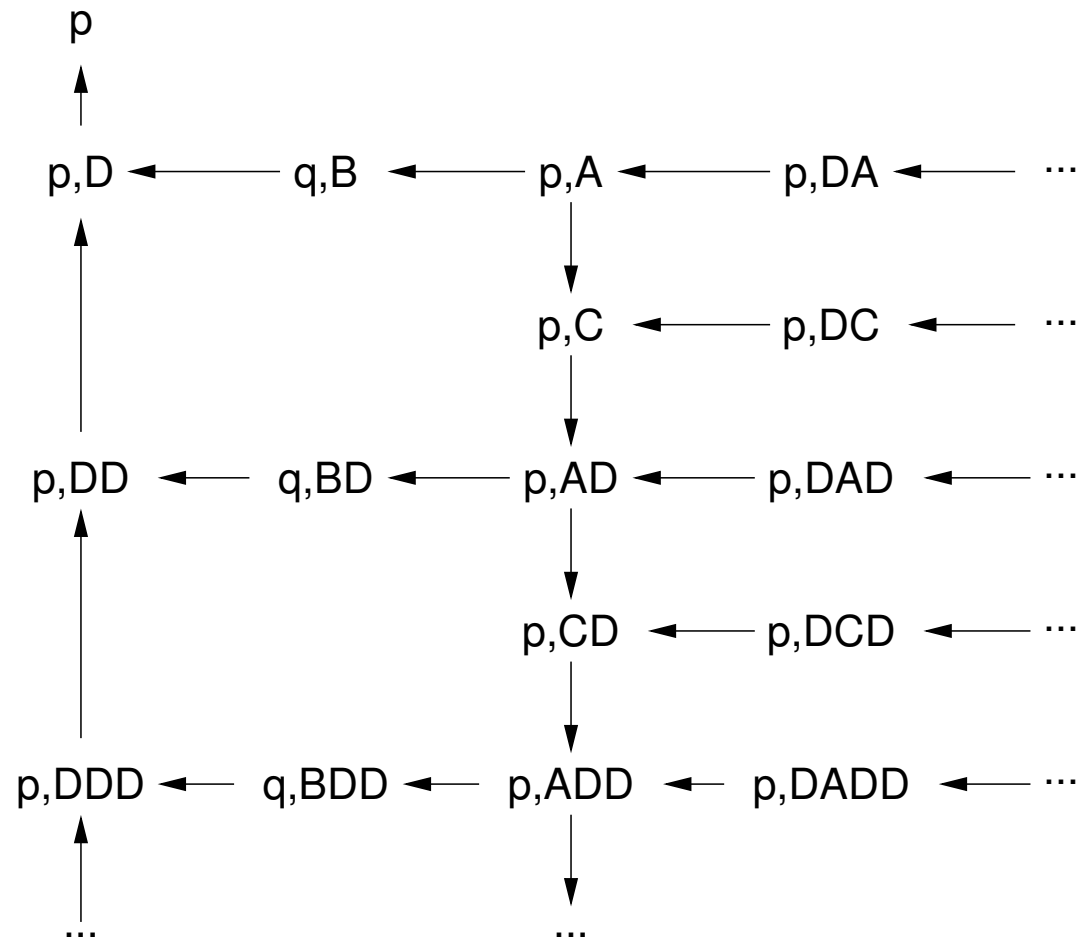 p
p,D q,B p,A p,DA ...
p,C p,DC ...
p,DD q,BD p,AD p,DAD ...
p,CD p,DCD ...
p,DDD q,BDD p,ADD p,DADD ...
... ...